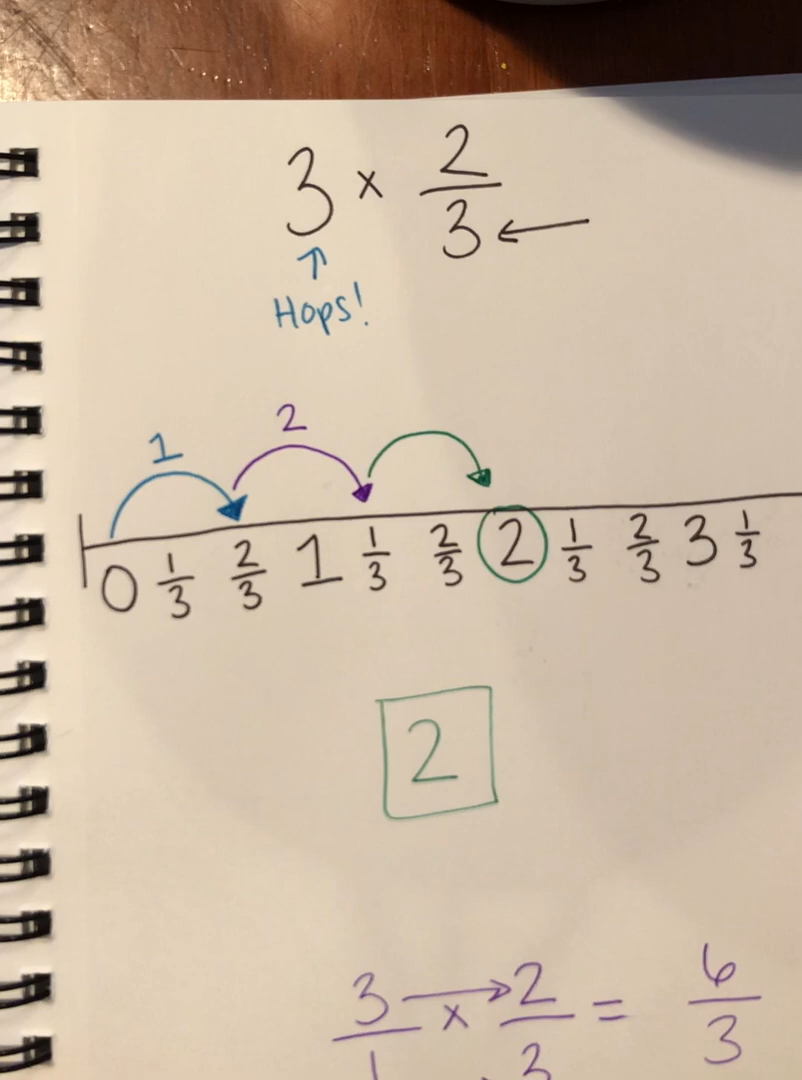 3 × 2/3 ←
↑
Hops!
1 2
0 1/3 2/3 1 1/3 2/3 2 1/3 2/3 3 1/3
2
3/1 × 2/3 = 6/3